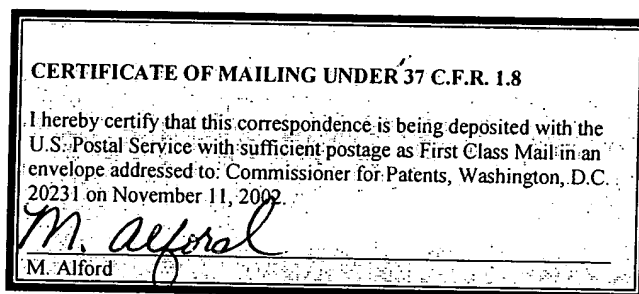 CERTIFICATE OF MAILING UNDER 37 C.F.R. 1.8
I hereby certify that this correspondence is being deposited with the
U.S. Postal Service with sufficient postage as First Class Mail in an
envelope addressed to: Commissioner for Patents, Washington, D.C.
20231 on November 11, 2002.
M. Alford
M. Alford